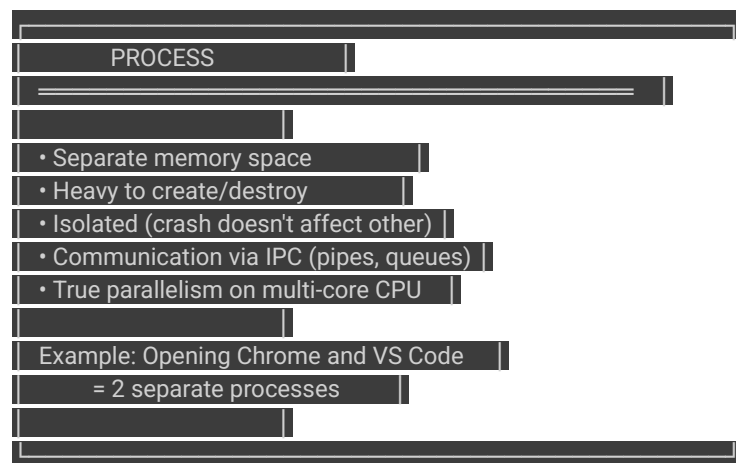 PROCESS
• Separate memory space
• Heavy to create/destroy
• Isolated (crash doesn't affect other)
• Communication via IPC (pipes, queues)
• True parallelism on multi-core CPU
Example: Opening Chrome and VS Code
= 2 separate processes